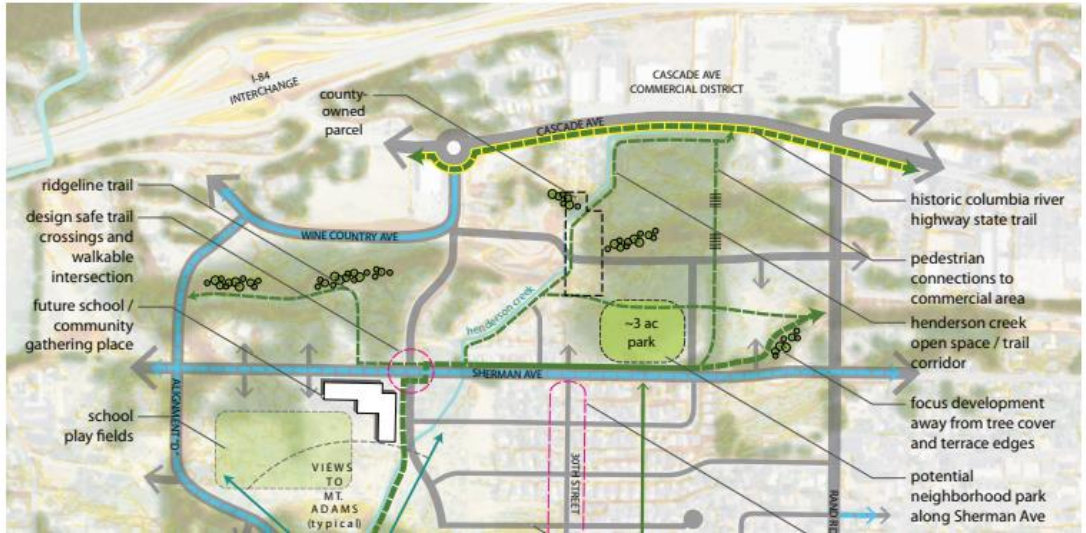 I-84
INTERCHANGE
CASCADE AVE
COMMERCIAL DISTRICT
county-
owned
parcel
CASCADE AVE
ridgeline trail
design safe trail
crossings and
walkable
intersection
future school /
community
gathering place
school
play fields
WINE COUNTRY AVE
henderson creek
~3 ac
park
SHERMAN AVE
ALIGNMENT TO
VIEWS
TO
MT.
ADAMS
(typical)
30TH STREET
RAND RD
historic columbia river
highway state trail
pedestrian
connections to
commercial area
henderson creek
open space / trail
corridor
focus development
away from tree cover
and terrace edges
potential
neighborhood park
along Sherman Ave